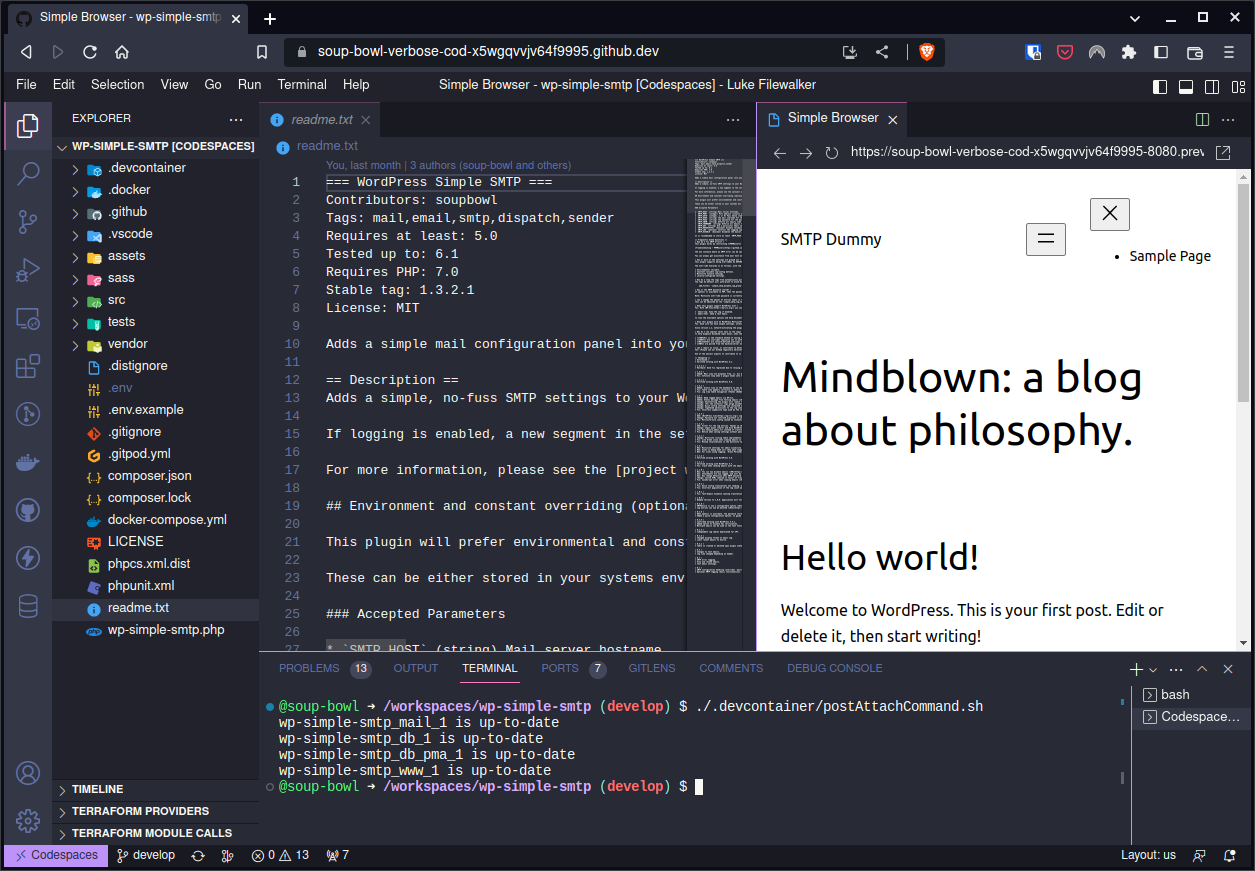 Simple Browser - wp-simple-smtp
soup-bowl-verbose-cod-x5wgqvvjv64f9995.github.dev
File Edit Selection View Go Run Terminal Help
Simple Browser - wp-simple-smtp [Codespaces] - Luke Filewalker
EXPLORER
WP-SIMPLE-SMTP [CODESPACES]
.devcontainer
.docker
.github
.vscode
assets
sass
src
tests
vendor
.distignore
.env
.env.example
.gitignore
.gitpod.yml
composer.json
composer.lock
docker-compose.yml
LICENSE
phpcs.xml.dist
phpunit.xml
readme.txt
wp-simple-smtp.php
TIMELINE
TERRAFORM PROVIDERS
TERRAFORM MODULE CALLS
readme.txt
readme.txt
You, last month | 3 authors (soupbowl and others)
1 === WordPress Simple SMTP ===
2 Contributors: soupbowl
3 Tags: mail,email,smtp,dispatch,sender
4 Requires at least: 5.0
5 Tested up to: 6.1
6 Requires PHP: 7.0
7 Stable tag: 1.3.2.1
8 License: MIT
9
10 Adds a simple mail configuration panel into you
11
12 == Description ==
13 Adds a simple, no-fuss SMTP settings to your W
14
15 If logging is enabled, a new segment in the se
16
17 For more information, please see the [project w
18
19 ## Environment and constant overriding (optiona
20
21 This plugin will prefer environmental and cons
22
23 These can be either stored in your systems env
24
25 ### Accepted Parameters
26
27 * `SMTP_HOST` (string) Mail server hostname
Simple Browser
https://soup-bowl-verbose-cod-x5wgqvvjv64f9995-8080.prev
SMTP Dummy
Sample Page
Mindblown: a blog
about philosophy.
Hello world!
Welcome to WordPress. This is your first post. Edit or
delete it, then start writing!
PROBLEMS 13 OUTPUT TERMINAL PORTS 7 GITLENS COMMENTS DEBUG CONSOLE
@soup-bowl ➜ /workspaces/wp-simple-smtp (develop) $ ./.devcontainer/postAttachCommand.sh
wp-simple-smtp_mail_1 is up-to-date
wp-simple-smtp_db_1 is up-to-date
wp-simple-smtp_db_pma_1 is up-to-date
wp-simple-smtp_www_1 is up-to-date
@soup-bowl ➜ /workspaces/wp-simple-smtp (develop) $
bash
Codespace...
Codespaces develop 0 13 7 Layout: us